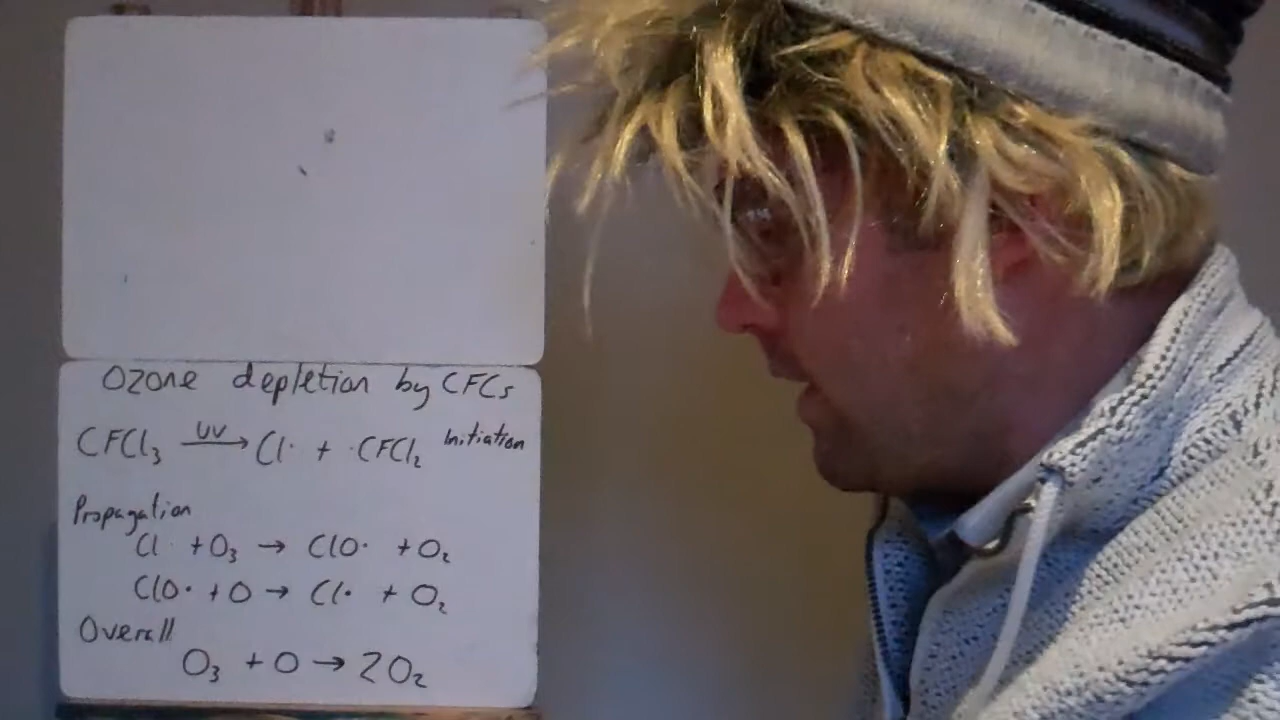 Ozone depletion by CFCs
CFCl₃ —UV→ Cl· + ·CFCl₂ Initiation
Propagation
Cl· + O₃ → ClO· + O₂
ClO· + O → Cl· + O₂
Overall
O₃ + O → 2O₂